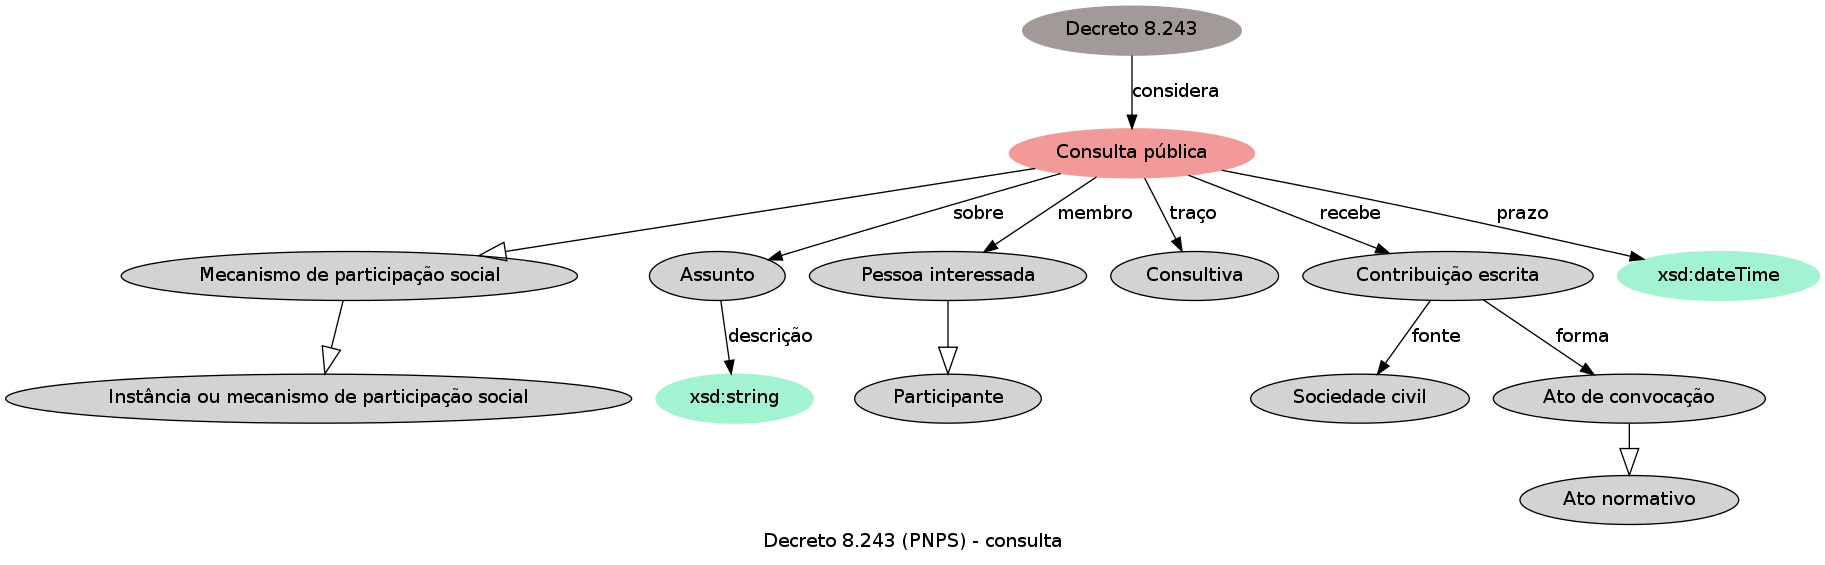 Decreto 8.243
considera
Consulta pública
sobre
membro
traço
recebe
prazo
Mecanismo de participação social
Assunto
Pessoa interessada
Consultiva
Contribuição escrita
xsd:dateTime
descrição
fonte
forma
Instância ou mecanismo de participação social
xsd:string
Participante
Sociedade civil
Ato de convocação
Ato normativo
Decreto 8.243 (PNPS) - consulta